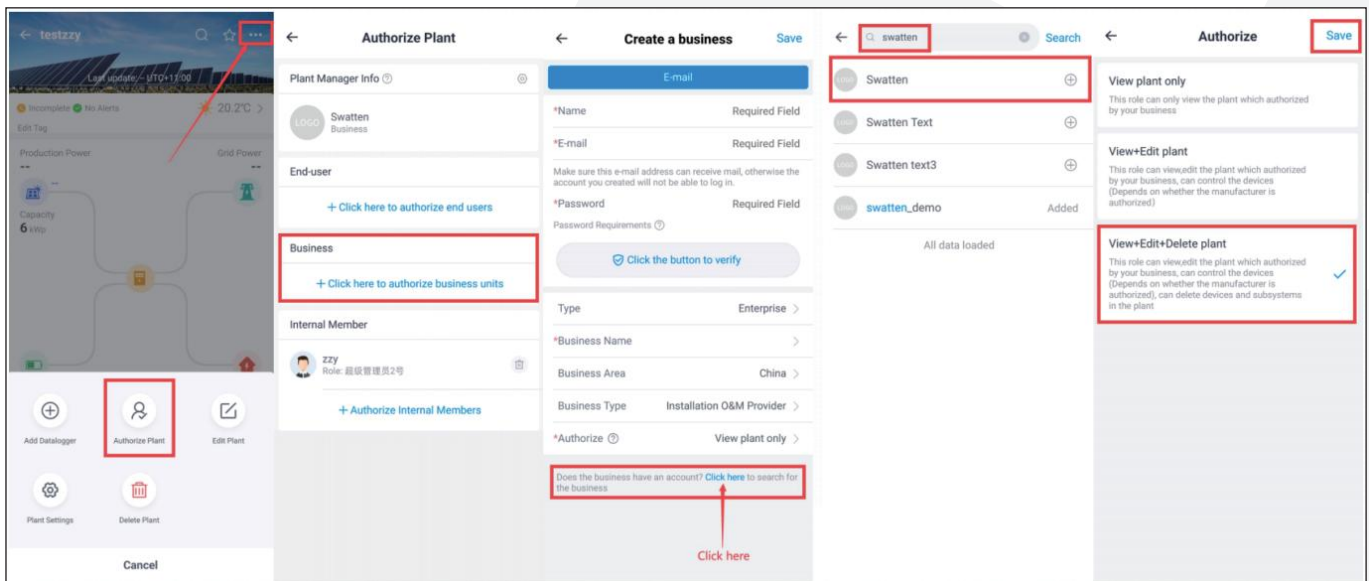 testzzy
Last update:-- UTC+11:00
Incomplete No Alerts
20.2°C >
Edit Tag
Production Power
Grid Power
--
--
--
Capacity
6 kWp
Add Datalogger
Authorize Plant
Edit Plant
Plant Settings
Delete Plant
Cancel
Authorize Plant
Plant Manager Info
LOGO
Swatten
Business
End-user
+ Click here to authorize end users
Business
+ Click here to authorize business units
Internal Member
zzy
Role: 超级管理员2号
+ Authorize Internal Members
Create a business
Save
E-mail
*Name
Required Field
*E-mail
Required Field
Make sure this e-mail address can receive mail, otherwise the
account you created will not be able to log in.
*Password
Required Field
Password Requirements
Click the button to verify
Type
Enterprise >
*Business Name
>
Business Area
China >
Business Type
Installation O&M Provider >
*Authorize
View plant only >
Does the business have an account? Click here to search for
the business
Click here
swatten
Search
LOGO
Swatten
LOGO
Swatten Text
LOGO
Swatten text3
LOGO
swatten_demo
Added
All data loaded
Authorize
Save
View plant only
This role can only view the plant which authorized
by your business
View+Edit plant
This role can view,edit the plant which authorized
by your business, can control the devices
(Depends on whether the manufacturer is
authorized)
View+Edit+Delete plant
This role can view,edit the plant which authorized
by your business, can control the devices
(Depends on whether the manufacturer is
authorized), can delete devices and subsystems
in the plant